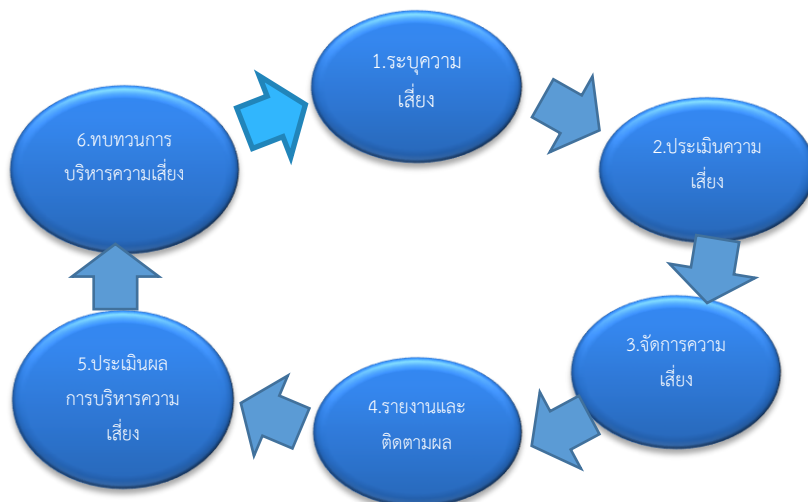 1.ระบุความ
เสี่ยง
2.ประเมินความ
เสี่ยง
3.จัดการความ
เสี่ยง
4.รายงานและ
ติดตามผล
5.ประเมินผล
การบริหารความ
เสี่ยง
6.ทบทวนการ
บริหารความเสี่ยง